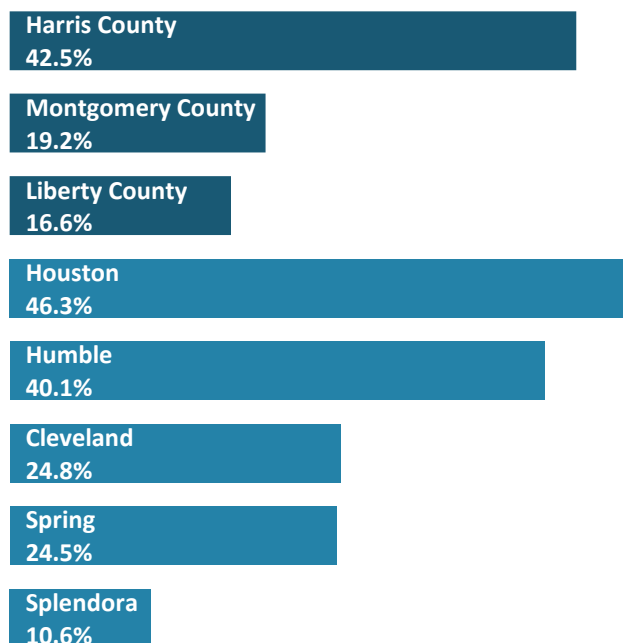 Harris County
42.5%
Montgomery County
19.2%
Liberty County
16.6%
Houston
46.3%
Humble
40.1%
Cleveland
24.8%
Spring
24.5%
Splendora
10.6%